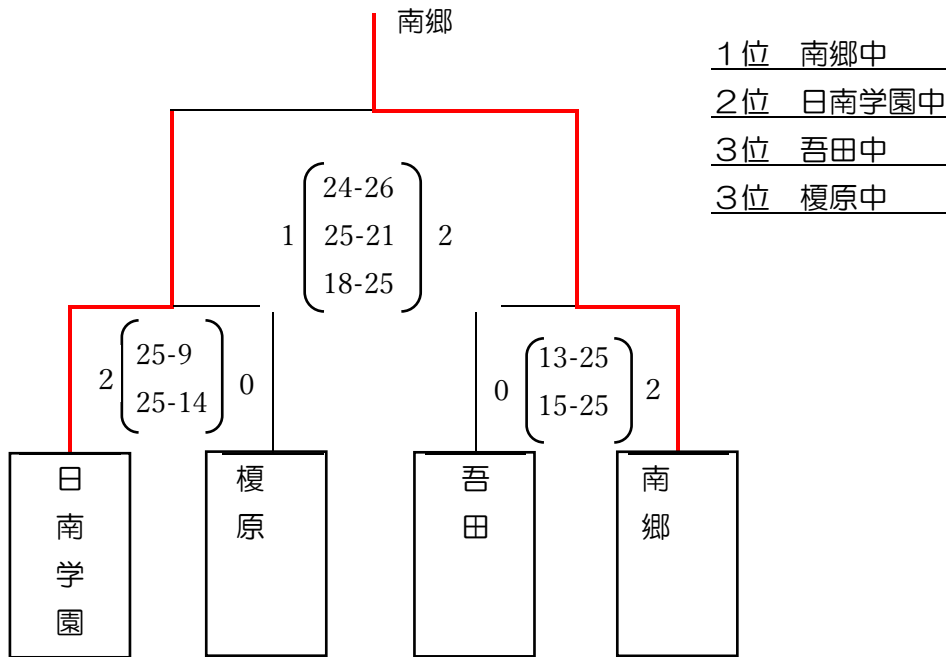 南郷
１位　南郷中
２位　日南学園中
３位　吾田中
３位　榎原中
24-26
1 25-21 2
18-25
25-9
2 0
25-14
13-25
0 2
15-25
日南学園
榎原
吾田
南郷